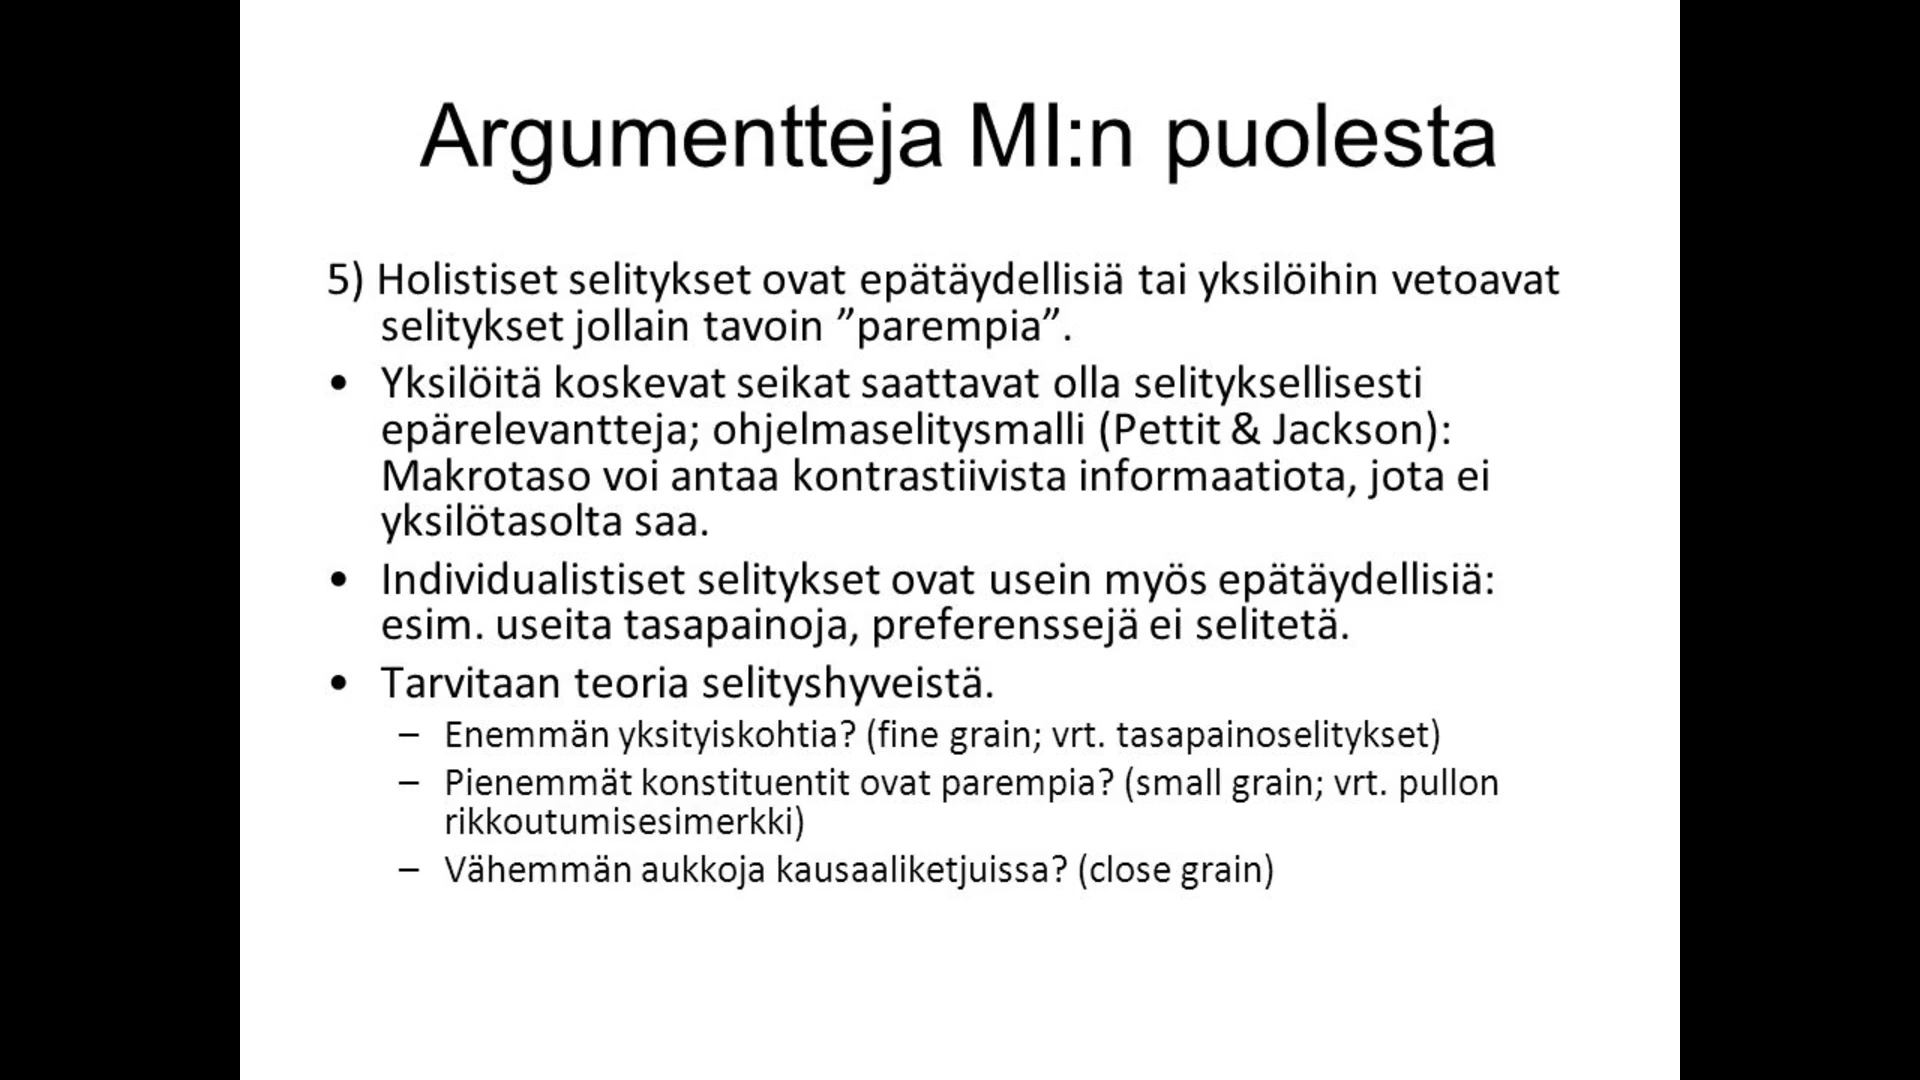 Argumentteja MI:n puolesta
5) Holistiset selitykset ovat epätäydellisiä tai yksilöihin vetoavat
selitykset jollain tavoin ”parempia”.
• Yksilöitä koskevat seikat saattavat olla selityksellisesti
epärelevantteja; ohjelmaselitysmalli (Pettit & Jackson):
Makrotaso voi antaa kontrastiivista informaatiota, jota ei
yksilötasolta saa.
• Individualistiset selitykset ovat usein myös epätäydellisiä:
esim. useita tasapainoja, preferenssejä ei selitetä.
• Tarvitaan teoria selityshyveistä.
– Enemmän yksityiskohtia? (fine grain; vrt. tasapainoselitykset)
– Pienemmät konstituentit ovat parempia? (small grain; vrt. pullon
rikkoutumisesimerkki)
– Vähemmän aukkoja kausaaliketjuissa? (close grain)